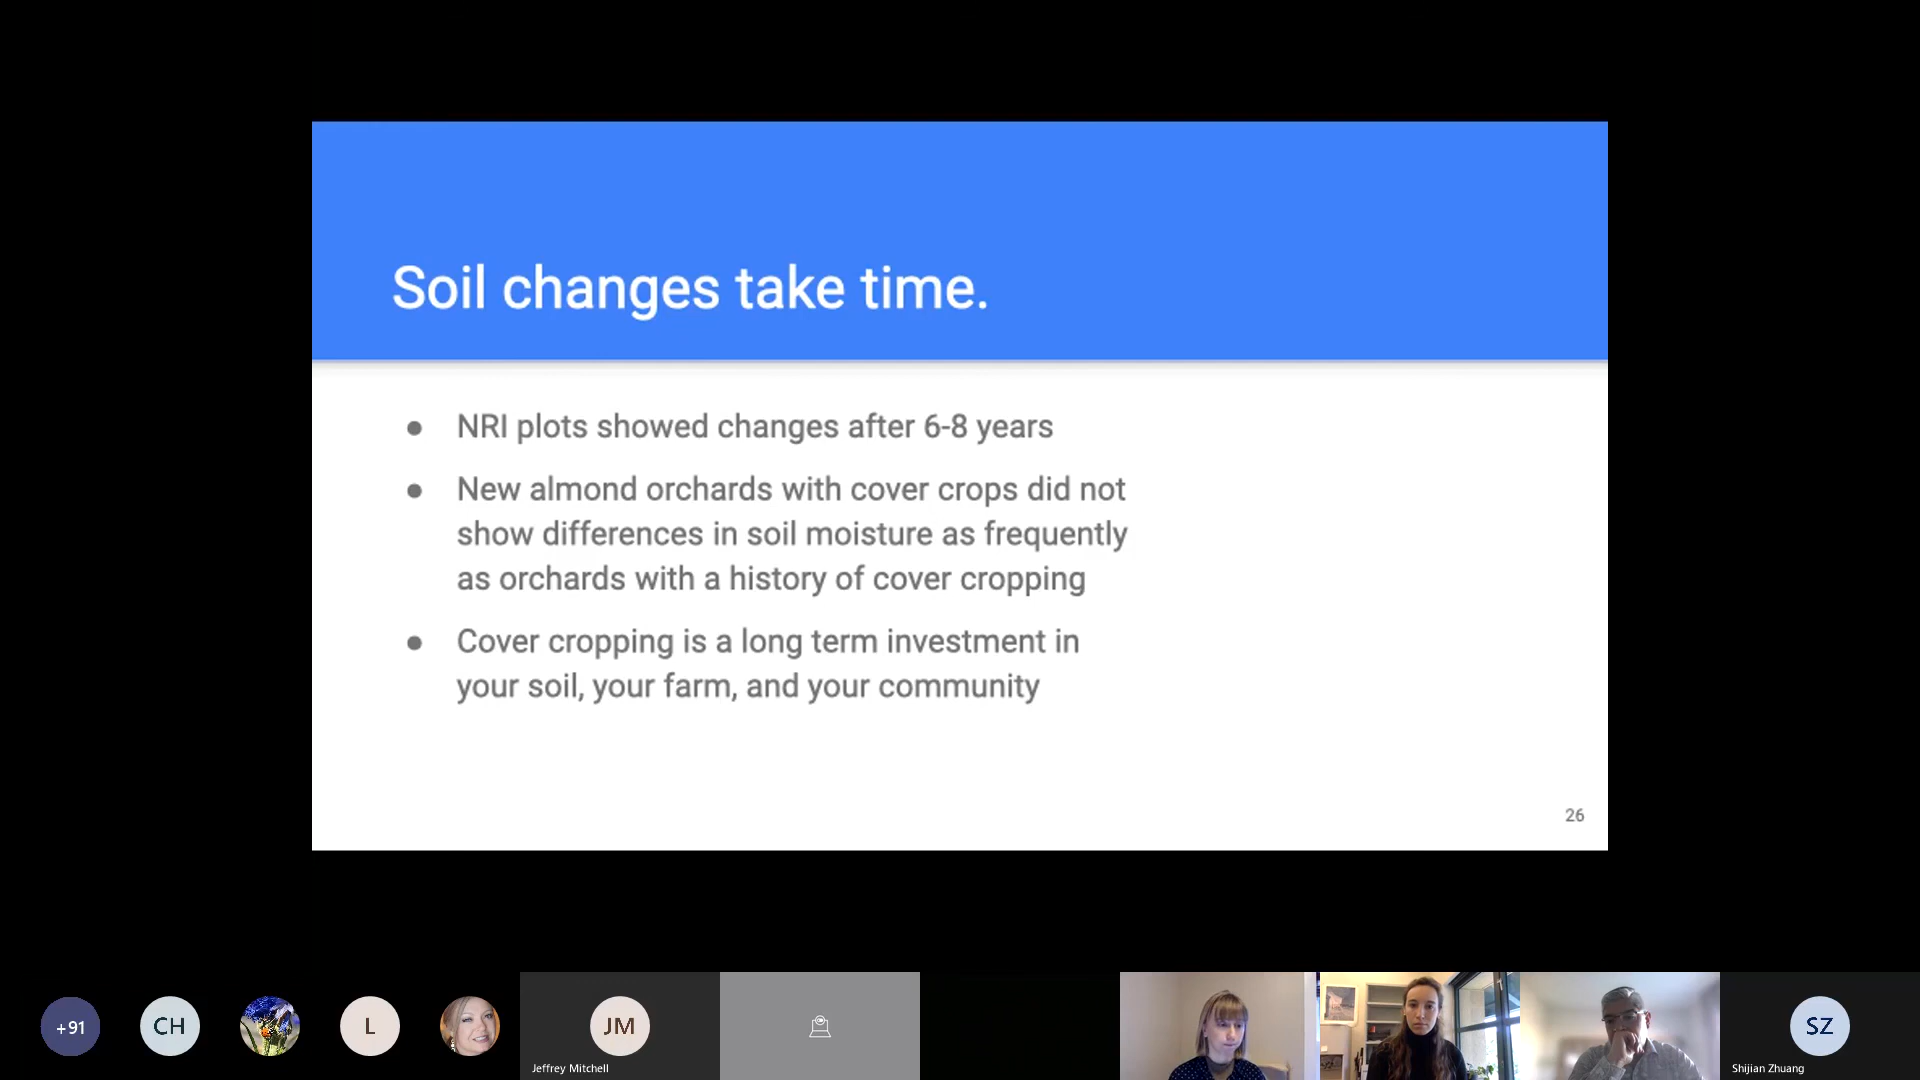 Soil changes take time.
● NRI plots showed changes after 6-8 years
● New almond orchards with cover crops did not
show differences in soil moisture as frequently
as orchards with a history of cover cropping
● Cover cropping is a long term investment in
your soil, your farm, and your community
26
+91
CH
L
JM
Jeffrey Mitchell
SZ
Shijian Zhuang